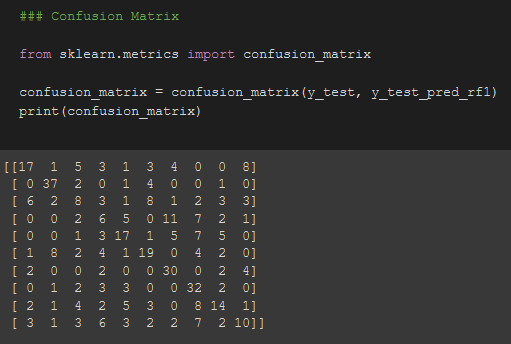 ### Confusion Matrix
from sklearn.metrics import confusion_matrix
confusion_matrix = confusion_matrix(y_test, y_test_pred_rf1)
print(confusion_matrix)
[[17  1  5  3  1  3  4  0  0  8]
 [ 0 37  2  0  1  4  0  0  1  0]
 [ 6  2  8  3  1  8  1  2  3  3]
 [ 0  0  2  6  5  0 11  7  2  1]
 [ 0  0  1  3 17  1  5  7  5  0]
 [ 1  8  2  4  1 19  0  4  2  0]
 [ 2  0  0  2  0  0 30  0  2  4]
 [ 0  1  2  3  3  0  0 32  2  0]
 [ 2  1  4  2  5  3  0  8 14  1]
 [ 3  1  3  6  3  2  2  7  2 10]]